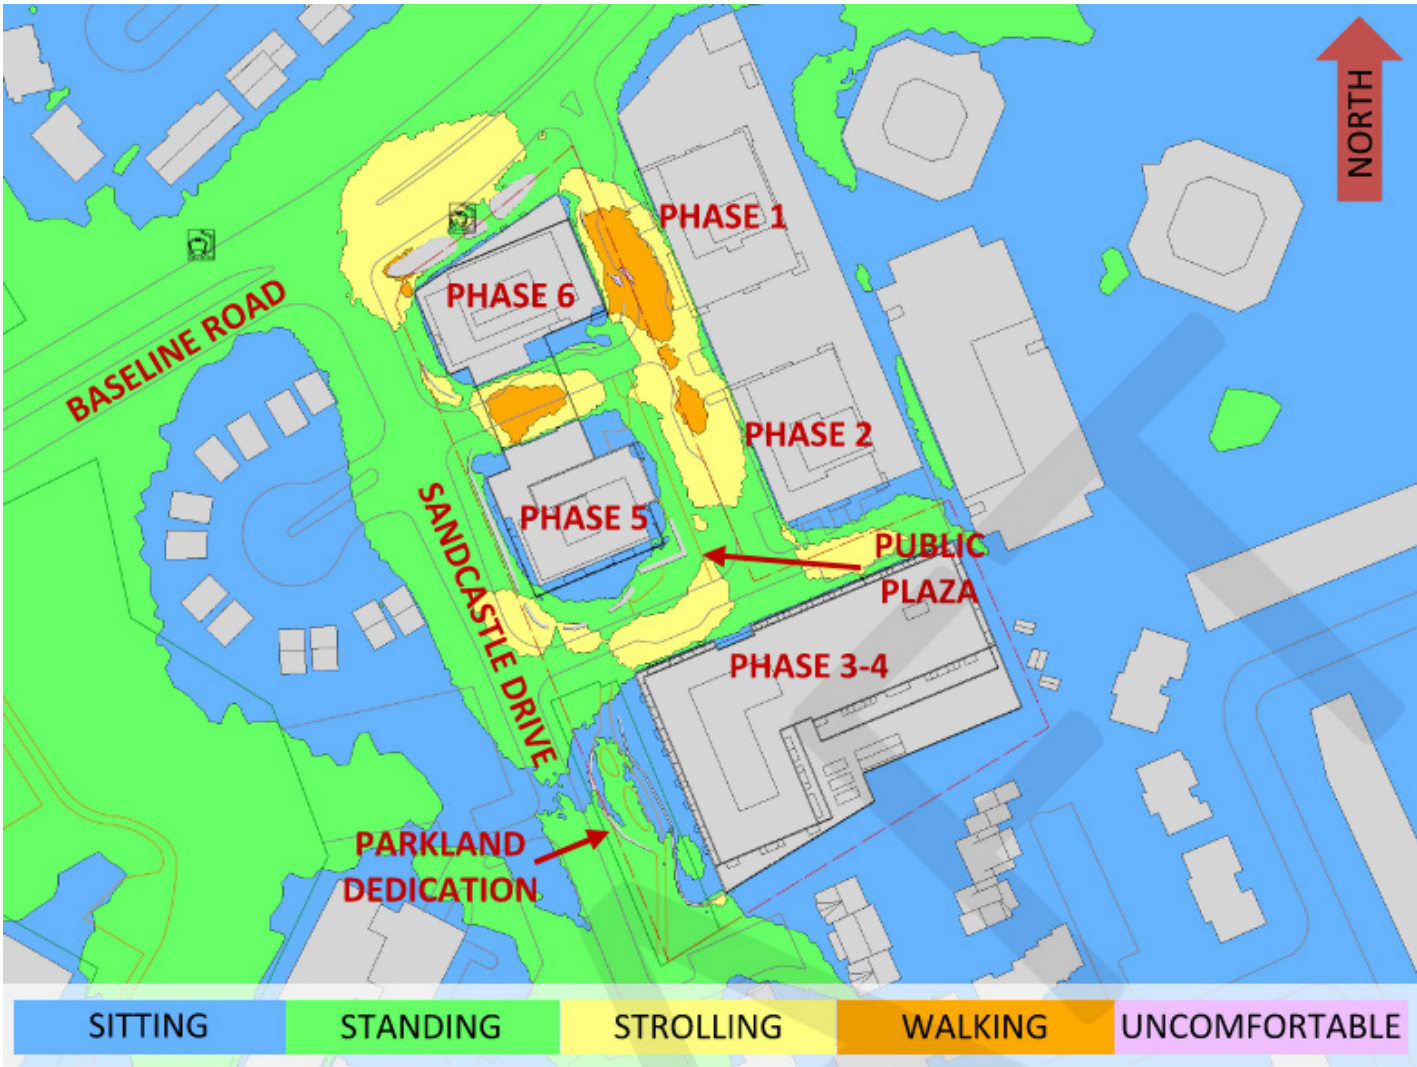 NORTH
PHASE 1
PHASE 6
BASELINE ROAD
PHASE 2
SANDCASTLE DRIVE
PHASE 5
PUBLIC
PLAZA
PHASE 3-4
PARKLAND
DEDICATION
SITTING
STANDING
STROLLING
WALKING
UNCOMFORTABLE